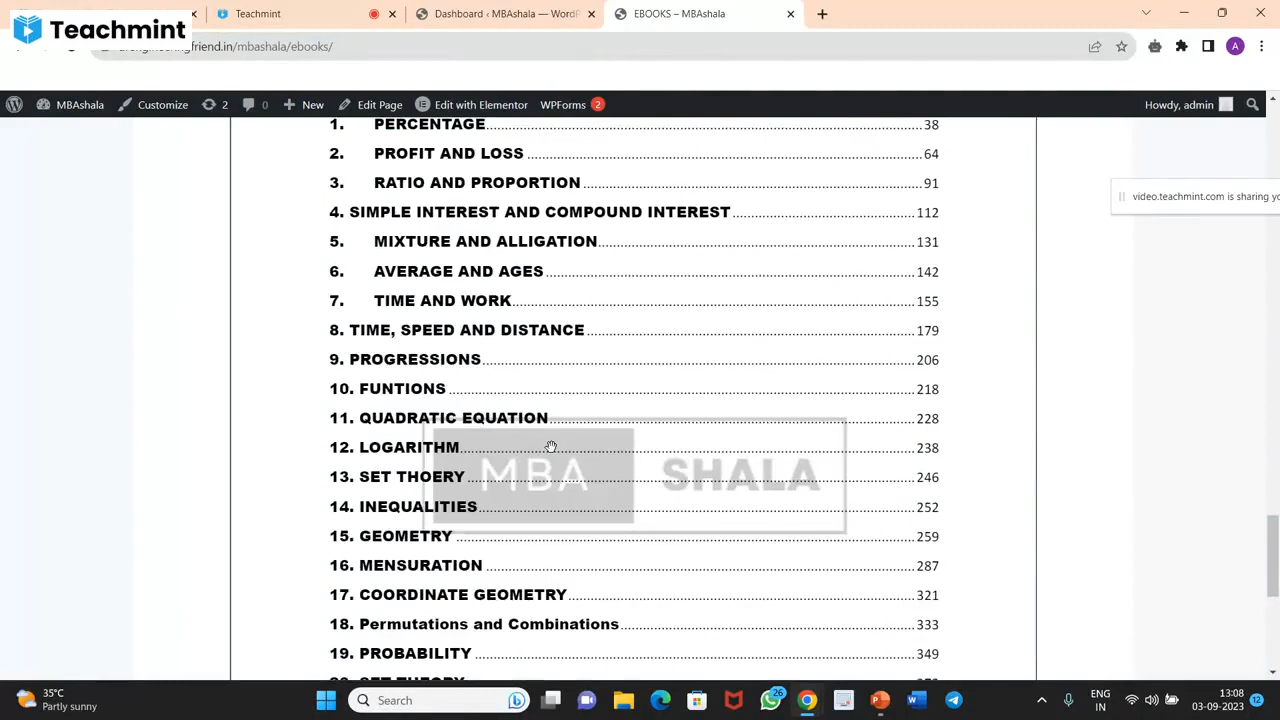 Teachmint
Teachmint
Dashboard ‹ MBAshala — WordP
EBOOKS – MBAshala
friend.in/mbashala/ebooks/
A
MBAshala
Customize
2
0
New
Edit Page
Edit with Elementor
WPForms 2
Howdy, admin
1. PERCENTAGE 38
2. PROFIT AND LOSS 64
video.teachmint.com is sharing yo
3. RATIO AND PROPORTION 91
4. SIMPLE INTEREST AND COMPOUND INTEREST 112
5. MIXTURE AND ALLIGATION 131
6. AVERAGE AND AGES 142
7. TIME AND WORK 155
8. TIME, SPEED AND DISTANCE 179
9. PROGRESSIONS 206
10. FUNTIONS 218
11. QUADRATIC EQUATION 228
12. LOGARITHM 238
13. SET THOERY 246
MBA SHALA
14. INEQUALITIES 252
15. GEOMETRY 259
16. MENSURATION 287
17. COORDINATE GEOMETRY 321
18. Permutations and Combinations 333
19. PROBABILITY 349
35°C
Partly sunny
Search
26
ENG
IN
13:08
03-09-2023
12